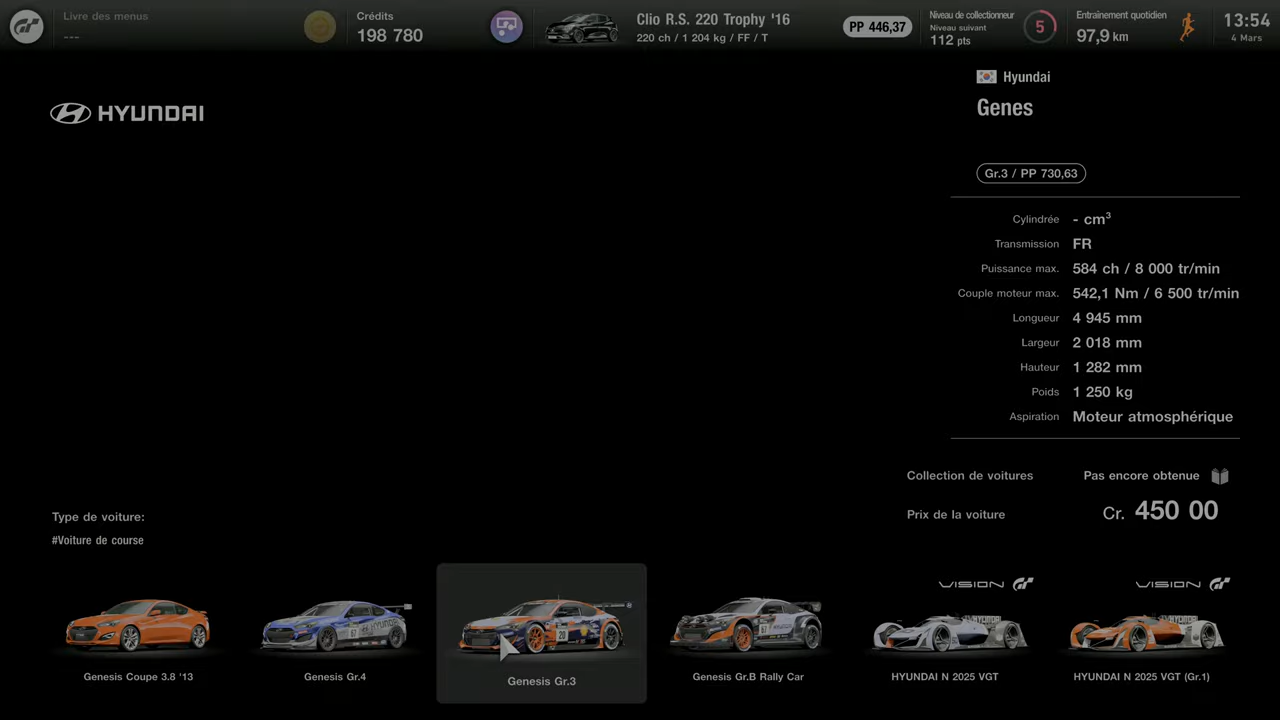 Livre des menus
---
Crédits
198 780
Clio R.S. 220 Trophy '16
220 ch / 1 204 kg / FF / T
PP 446,37
Niveau de collectionneur
Niveau suivant
112 pts
5
Entraînement quotidien
97,9 km
13:54
4 Mars
HYUNDAI
Hyundai
Genes
Gr.3 / PP 730,63
Cylindrée - cm³
Transmission FR
Puissance max. 584 ch / 8 000 tr/min
Couple moteur max. 542,1 Nm / 6 500 tr/min
Longueur 4 945 mm
Largeur 2 018 mm
Hauteur 1 282 mm
Poids 1 250 kg
Aspiration Moteur atmosphérique
Collection de voitures Pas encore obtenue
Prix de la voiture Cr. 450 00
Type de voiture:
#Voiture de course
VISION GT
VISION GT
Genesis Coupe 3.8 '13
Genesis Gr.4
Genesis Gr.3
Genesis Gr.B Rally Car
HYUNDAI N 2025 VGT
HYUNDAI N 2025 VGT (Gr.1)